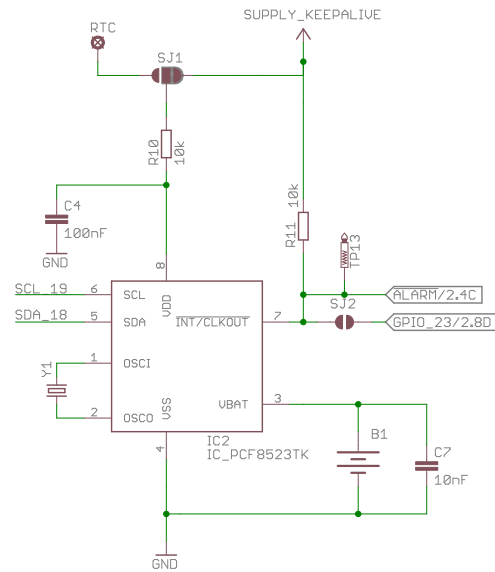 SUPPLY_KEEPALIVE
RTC
SJ1
R10
10k
C4
100nF
GND
10k
R11
TP13
8
SCL_19
6
SCL
VDD
ALARM/2.4C
SJ2
SDA_18
5
SDA
INT/CLKOUT
7
GPIO_23/2.8D
Y1
1
OSCI
2
OSCO
VSS
VBAT
3
4
IC2
IC_PCF8523TK
B1
C7
10nF
GND